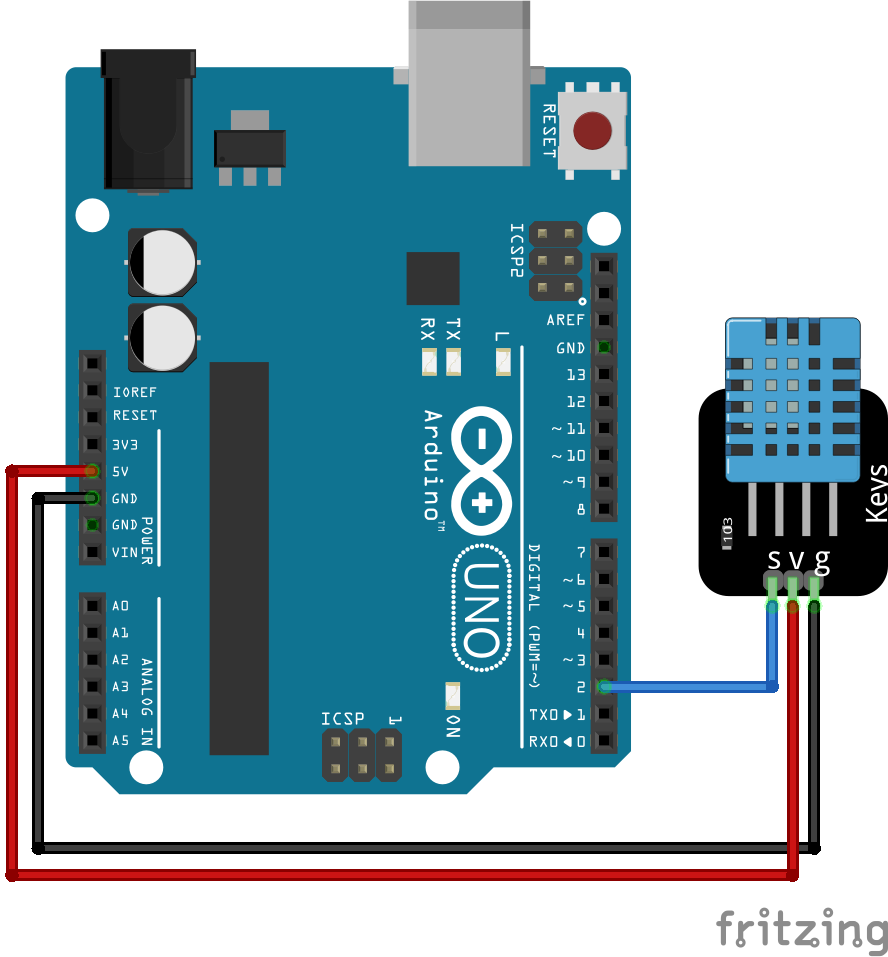 RESET
ICSP2
AREF
GND
RX
TX
L
13
12
~11
~10
~9
8
IOREF
RESET
3V3
5V
GND
GND
VIN
POWER
Arduino™
UNO
DIGITAL (PWM=~)
7
~6
~5
4
~3
2
TX0▶1
RX0◀0
A0
A1
A2
A3
A4
A5
ANALOG IN
ICSP
1
ON
Keys
103
s v g
fritzing